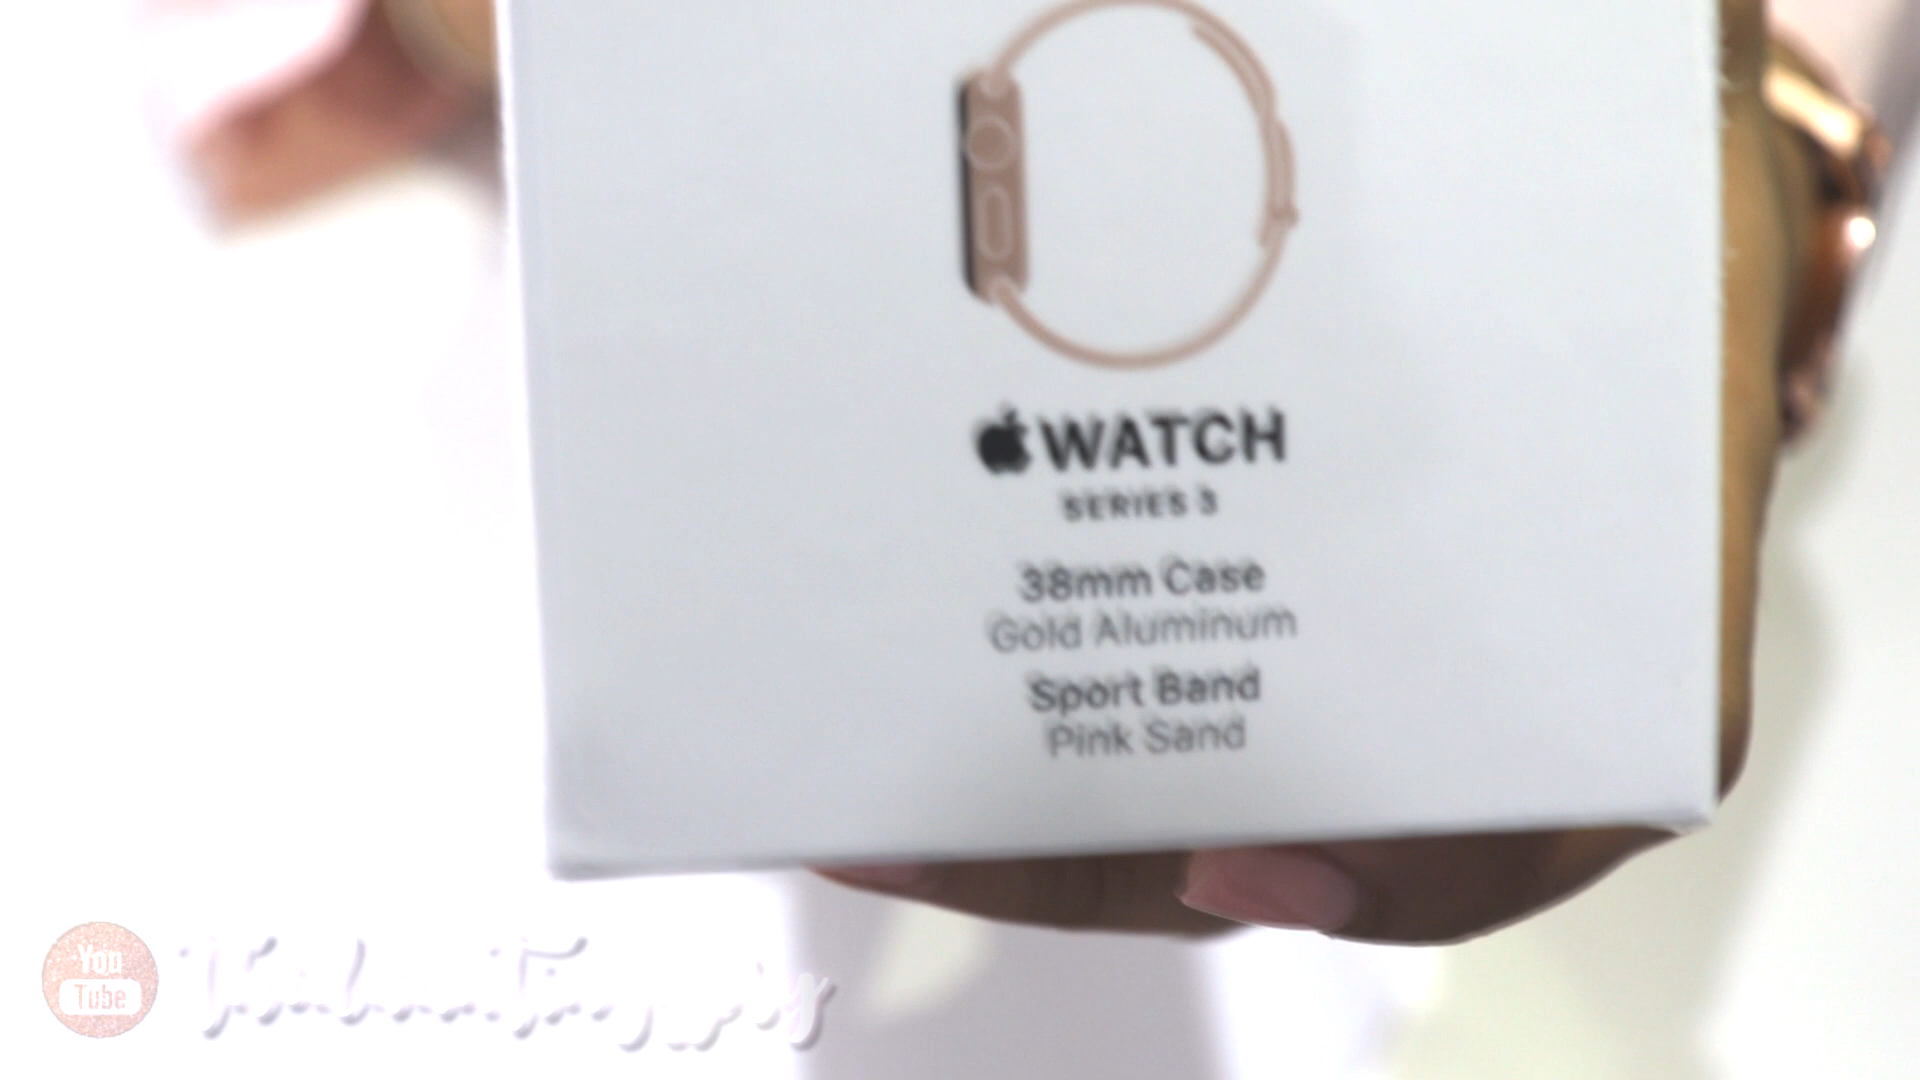 WATCH
SERIES 3
38mm Case
Gold Aluminum
Sport Band
Pink Sand
You
Tube